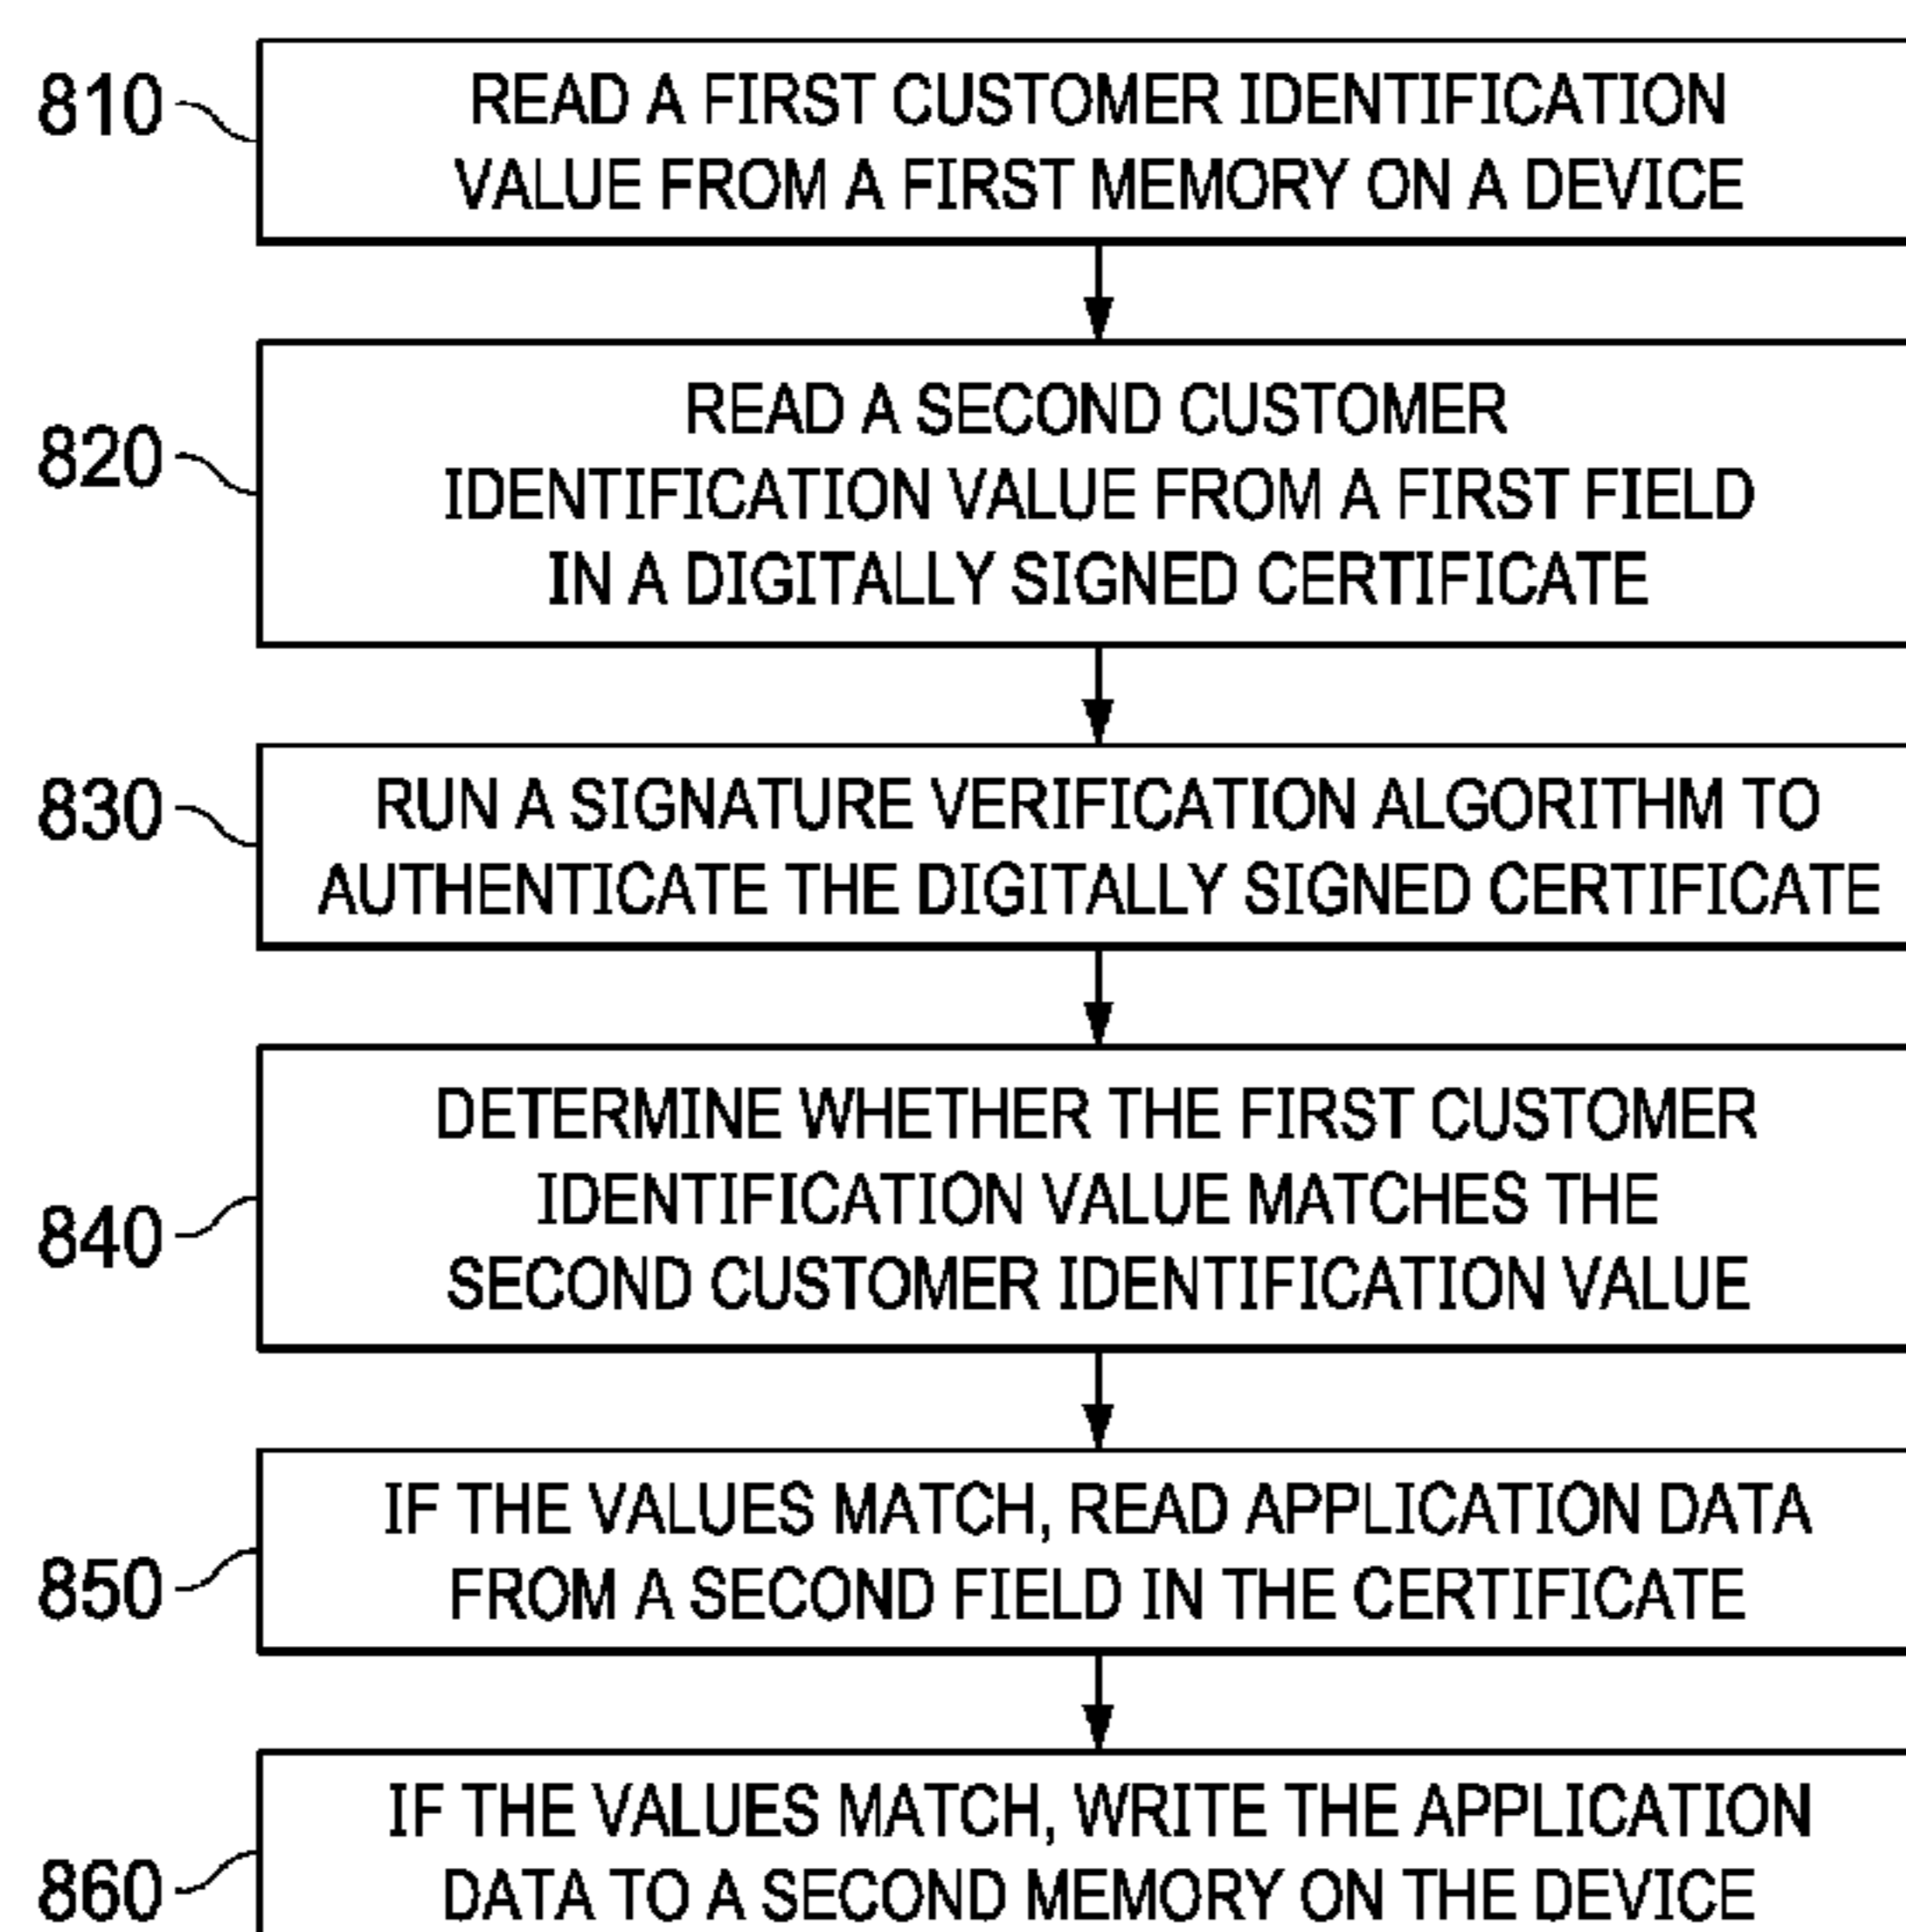 810
READ A FIRST CUSTOMER IDENTIFICATION
VALUE FROM A FIRST MEMORY ON A DEVICE
820
READ A SECOND CUSTOMER
IDENTIFICATION VALUE FROM A FIRST FIELD
IN A DIGITALLY SIGNED CERTIFICATE
830
RUN A SIGNATURE VERIFICATION ALGORITHM TO
AUTHENTICATE THE DIGITALLY SIGNED CERTIFICATE
840
DETERMINE WHETHER THE FIRST CUSTOMER
IDENTIFICATION VALUE MATCHES THE
SECOND CUSTOMER IDENTIFICATION VALUE
850
IF THE VALUES MATCH, READ APPLICATION DATA
FROM A SECOND FIELD IN THE CERTIFICATE
860
IF THE VALUES MATCH, WRITE THE APPLICATION
DATA TO A SECOND MEMORY ON THE DEVICE